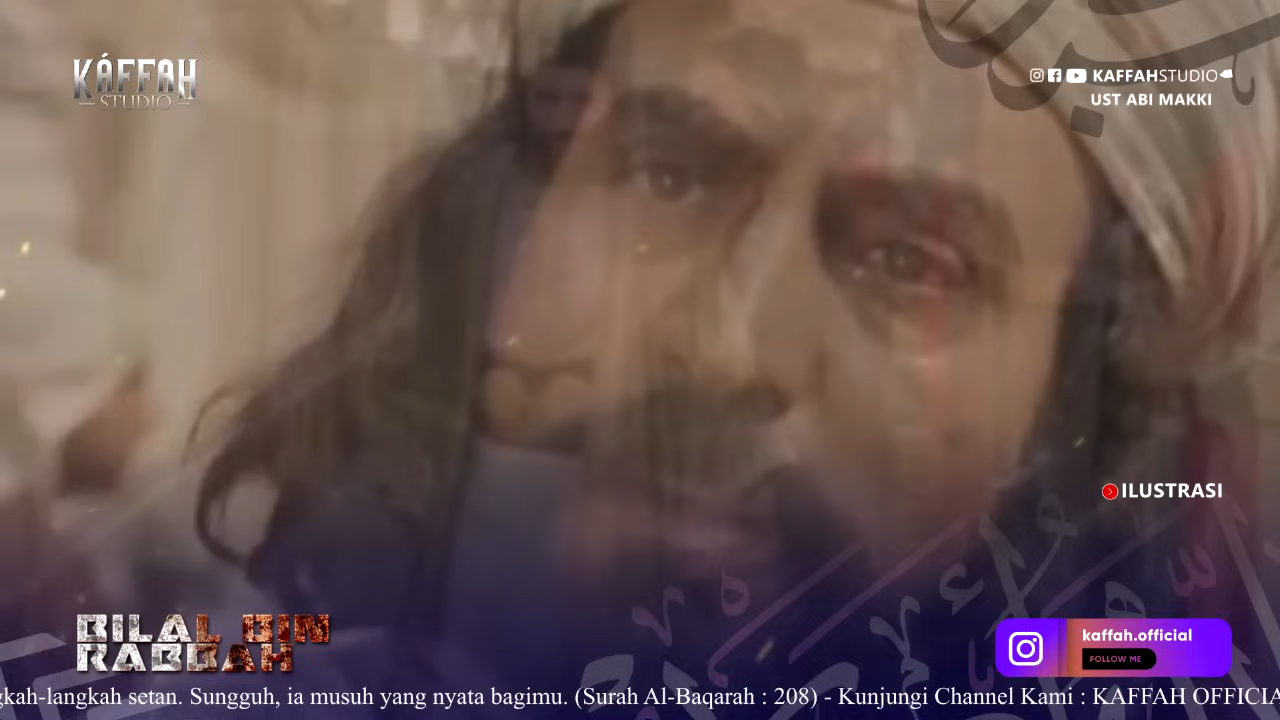 KÁFFAH
STUDIO
KAFFAHSTUDIO
UST ABI MAKKI
ILUSTRASI
BILAL BIN
RABBAH
kaffah.official
FOLLOW ME
gkah-langkah setan. Sungguh, ia musuh yang nyata bagimu. (Surah Al-Baqarah : 208) - Kunjungi Channel Kami : KAFFAH OFFICIA